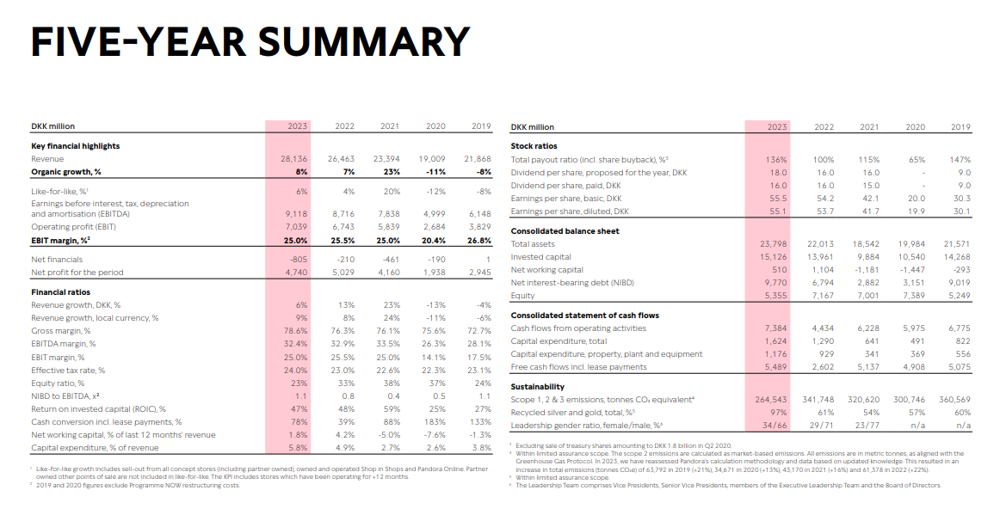 FIVE-YEAR SUMMARY
DKK million 2023 2022 2021 2020 2019
Key financial highlights
Revenue 28,136 26,463 23,394 19,009 21,868
Organic growth, % 8% 7% 23% -11% -8%
Like-for-like, %¹ 6% 4% 20% -12% -8%
Earnings before interest, tax, depreciation
and amortisation (EBITDA) 9,118 8,716 7,838 4,999 6,148
Operating profit (EBIT) 7,039 6,743 5,839 2,684 3,829
EBIT margin, %² 25.0% 25.5% 25.0% 20.4% 26.8%
Net financials -805 -210 -461 -190 1
Net profit for the period 4,740 5,029 4,160 1,938 2,945
Financial ratios
Revenue growth, DKK, % 6% 13% 23% -13% -4%
Revenue growth, local currency, % 9% 8% 24% -11% -6%
Gross margin, % 78.6% 76.3% 76.1% 75.6% 72.7%
EBITDA margin, % 32.4% 32.9% 33.5% 26.3% 28.1%
EBIT margin, % 25.0% 25.5% 25.0% 14.1% 17.5%
Effective tax rate, % 24.0% 23.0% 22.6% 22.3% 23.1%
Equity ratio, % 23% 33% 38% 37% 24%
NIBD to EBITDA, x² 1.1 0.8 0.4 0.5 1.1
Return on invested capital (ROIC), % 47% 48% 59% 25% 27%
Cash conversion incl. lease payments, % 78% 39% 88% 183% 133%
Net working capital, % of last 12 months' revenue 1.8% 4.2% -5.0% -7.6% -1.3%
Capital expenditure, % of revenue 5.8% 4.9% 2.7% 2.6% 3.8%
¹ Like-for-like growth includes sell-out from all concept stores (including partner owned), owned and operated Shop in Shops and Pandora Online. Partner
owned other points of sale are not included in like-for-like. The KPI includes stores which have been operating for +12 months.
² 2019 and 2020 figures exclude Programme NOW restructuring costs.
DKK million 2023 2022 2021 2020 2019
Stock ratios
Total payout ratio (incl. share buyback), %³ 136% 100% 115% 65% 147%
Dividend per share, proposed for the year, DKK 18.0 16.0 16.0 - 9.0
Dividend per share, paid, DKK 16.0 16.0 15.0 - 9.0
Earnings per share, basic, DKK 55.5 54.2 42.1 20.0 30.3
Earnings per share, diluted, DKK 55.1 53.7 41.7 19.9 30.1
Consolidated balance sheet
Total assets 23,798 22,013 18,542 19,984 21,571
Invested capital 15,126 13,961 9,884 10,540 14,268
Net working capital 510 1,104 -1,181 -1,447 -293
Net interest-bearing debt (NIBD) 9,770 6,794 2,882 3,151 9,019
Equity 5,355 7,167 7,001 7,389 5,249
Consolidated statement of cash flows
Cash flows from operating activities 7,384 4,434 6,228 5,975 6,775
Capital expenditure, total 1,624 1,290 641 491 822
Capital expenditure, property, plant and equipment 1,176 929 341 369 556
Free cash flows incl. lease payments 5,489 2,602 5,137 4,908 5,075
Sustainability
Scope 1, 2 & 3 emissions, tonnes CO₂ equivalent⁴ 264,543 341,748 320,620 300,746 360,569
Recycled silver and gold, total, %⁵ 97% 61% 54% 57% 60%
Leadership gender ratio, female/male, %⁶ 34/66 29/71 23/77 n/a n/a
³ Excluding sale of treasury shares amounting to DKK 1.8 billion in Q2 2020.
⁴ Within limited assurance scope. The scope 2 emissions are calculated as market-based emissions. All emissions are in metric tonnes, as aligned with the
Greenhouse Gas Protocol. In 2023, we have reassessed Pandora's calculation methodology and data based on updated knowledge. This resulted in an
increase in total emissions (tonnes CO₂e) of 63,792 in 2019 (+21%), 34,671 in 2020 (+13%), 43,170 in 2021 (+16%) and 61,378 in 2022 (+22%).
⁵ Within limited assurance scope.
⁶ The Leadership Team comprises Vice Presidents, Senior Vice Presidents, members of the Executive Leadership Team and the Board of Directors.